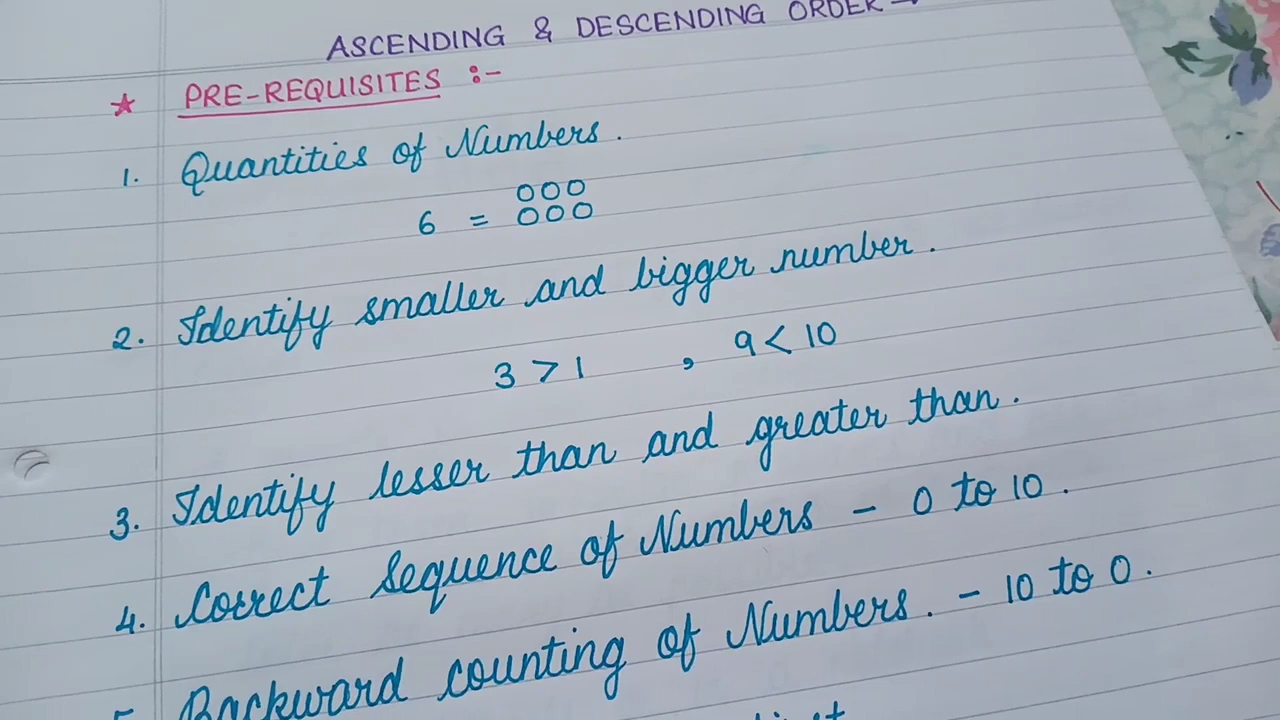 ASCENDING & DESCENDING ORDER →
★ PRE-REQUISITES :-
1. Quantities of Numbers.
000
6 = 000
2. Identify smaller and bigger number.
3 > 1 , 9 < 10
3. Identify lesser than and greater than.
4. Correct sequence of Numbers - 0 to 10.
5. Backward counting of Numbers. - 10 to 0.